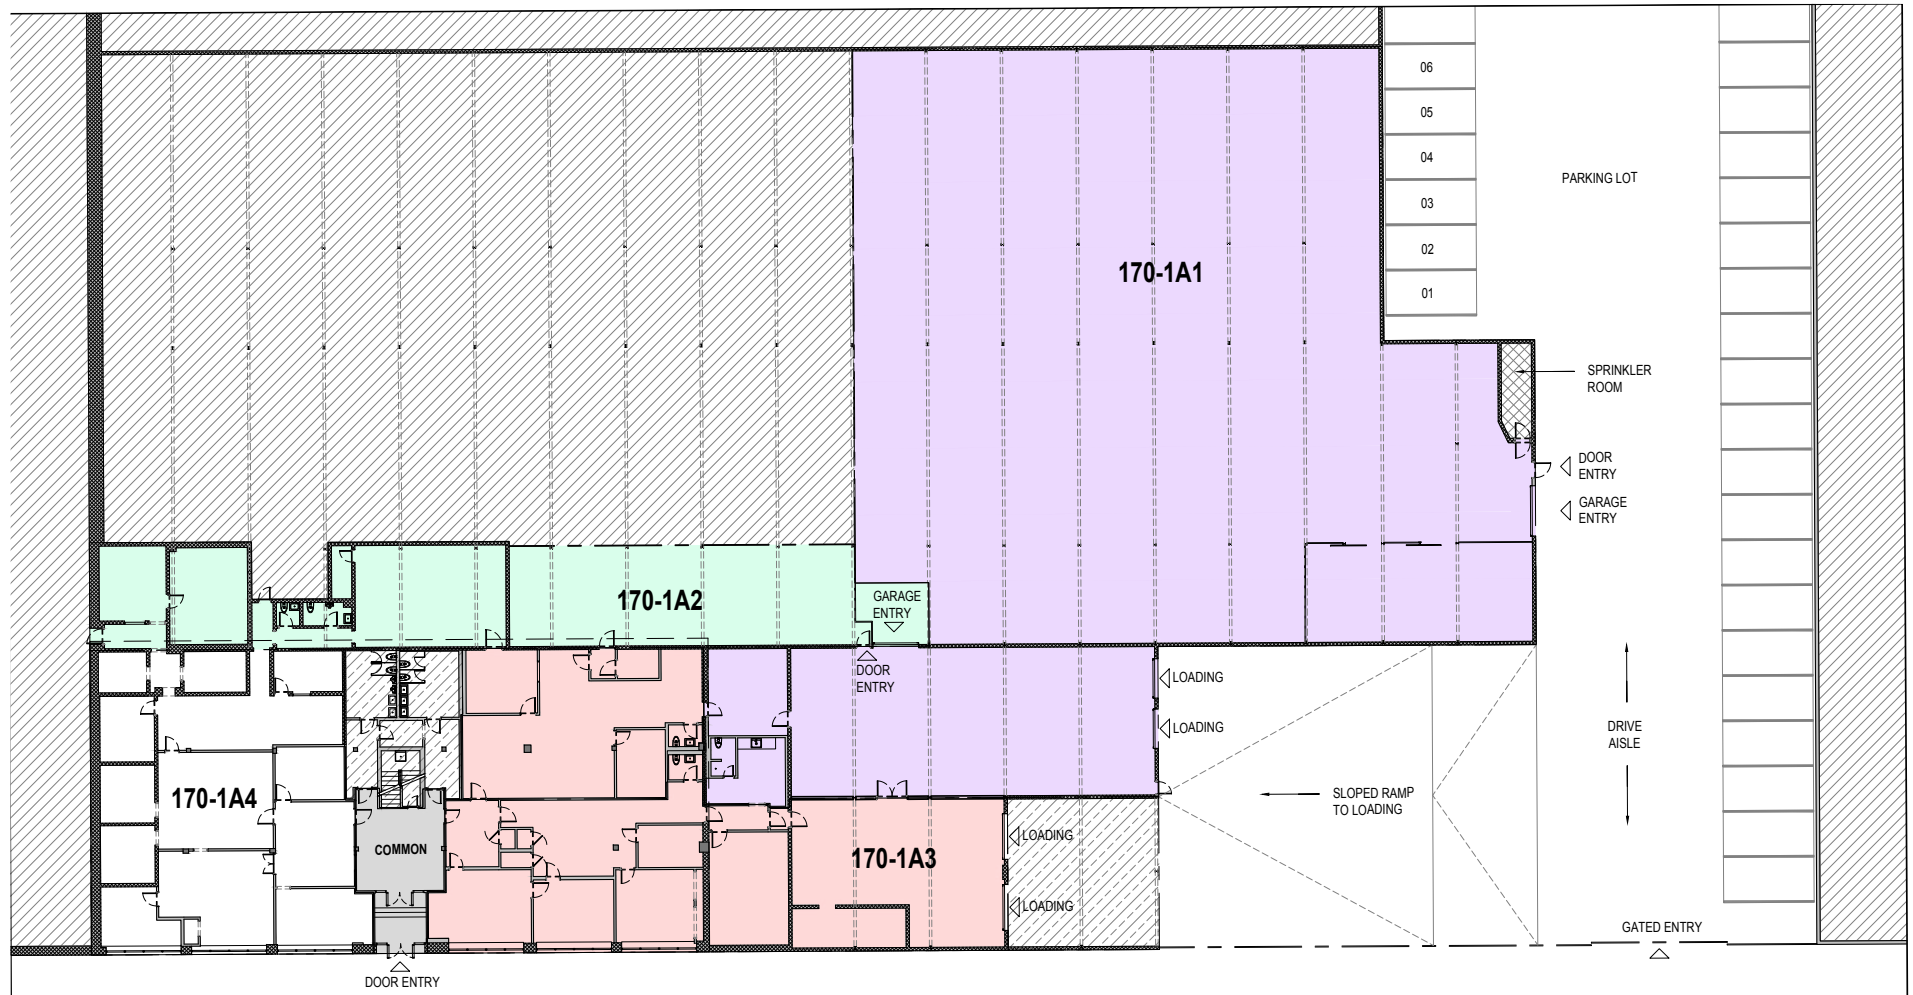 06
05
04
03
02
01
PARKING LOT
170-1A1
SPRINKLER
ROOM
DOOR
ENTRY
GARAGE
ENTRY
170-1A2
GARAGE
ENTRY
DOOR
ENTRY
LOADING
LOADING
DRIVE
AISLE
SLOPED RAMP
TO LOADING
170-1A4
COMMON
170-1A3
LOADING
LOADING
GATED ENTRY
DOOR ENTRY